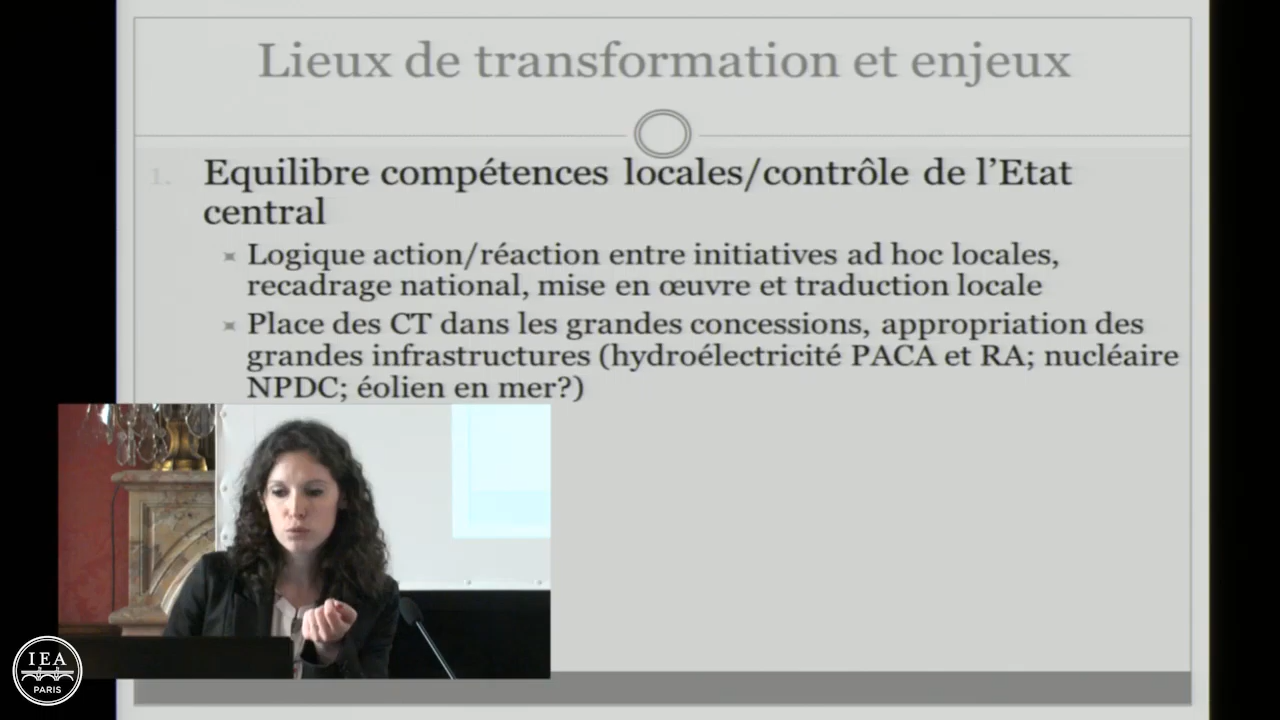 Lieux de transformation et enjeux
1. Equilibre compétences locales/contrôle de l'Etat
central
Logique action/réaction entre initiatives ad hoc locales,
recadrage national, mise en œuvre et traduction locale
Place des CT dans les grandes concessions, appropriation des
grandes infrastructures (hydroélectricité PACA et RA; nucléaire
NPDC; éolien en mer?)
IEA
PARIS